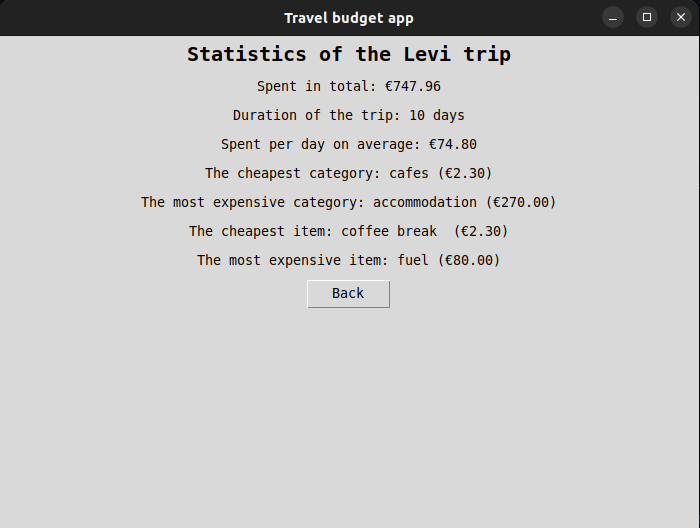 Travel budget app
Statistics of the Levi trip
Spent in total: €747.96
Duration of the trip: 10 days
Spent per day on average: €74.80
The cheapest category: cafes (€2.30)
The most expensive category: accommodation (€270.00)
The cheapest item: coffee break  (€2.30)
The most expensive item: fuel (€80.00)
Back